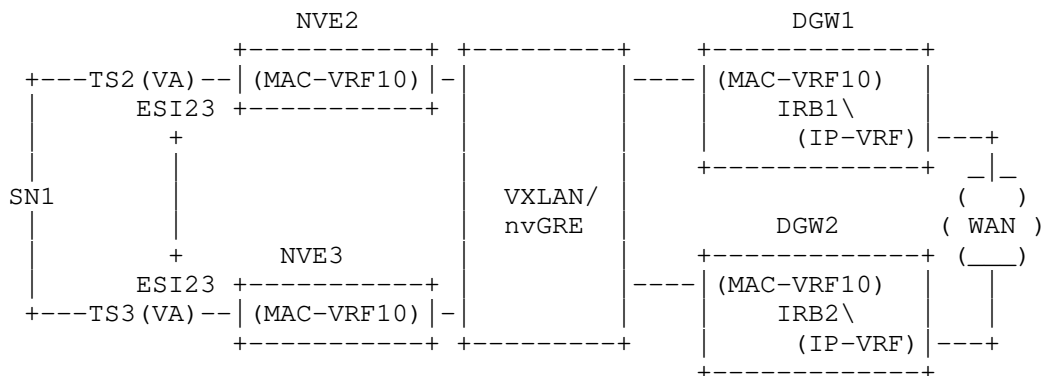 NVE2 DGW1
+-----------+ +---------+ +-------------+
+---TS2(VA)--|(MAC-VRF10)|-| |----|(MAC-VRF10) |
| ESI23 +-----------+ | | | IRB1\ |
| + | | | (IP-VRF)|---+
| | | | +-------------+ _|_
SN1 | | VXLAN/ | ( )
| | | nvGRE | DGW2 ( WAN )
| + NVE3 | | +-------------+ (___)
| ESI23 +-----------+ | |----|(MAC-VRF10) | |
+---TS3(VA)--|(MAC-VRF10)|-| | | IRB2\ | |
+-----------+ +---------+ | (IP-VRF)|---+
+-------------+